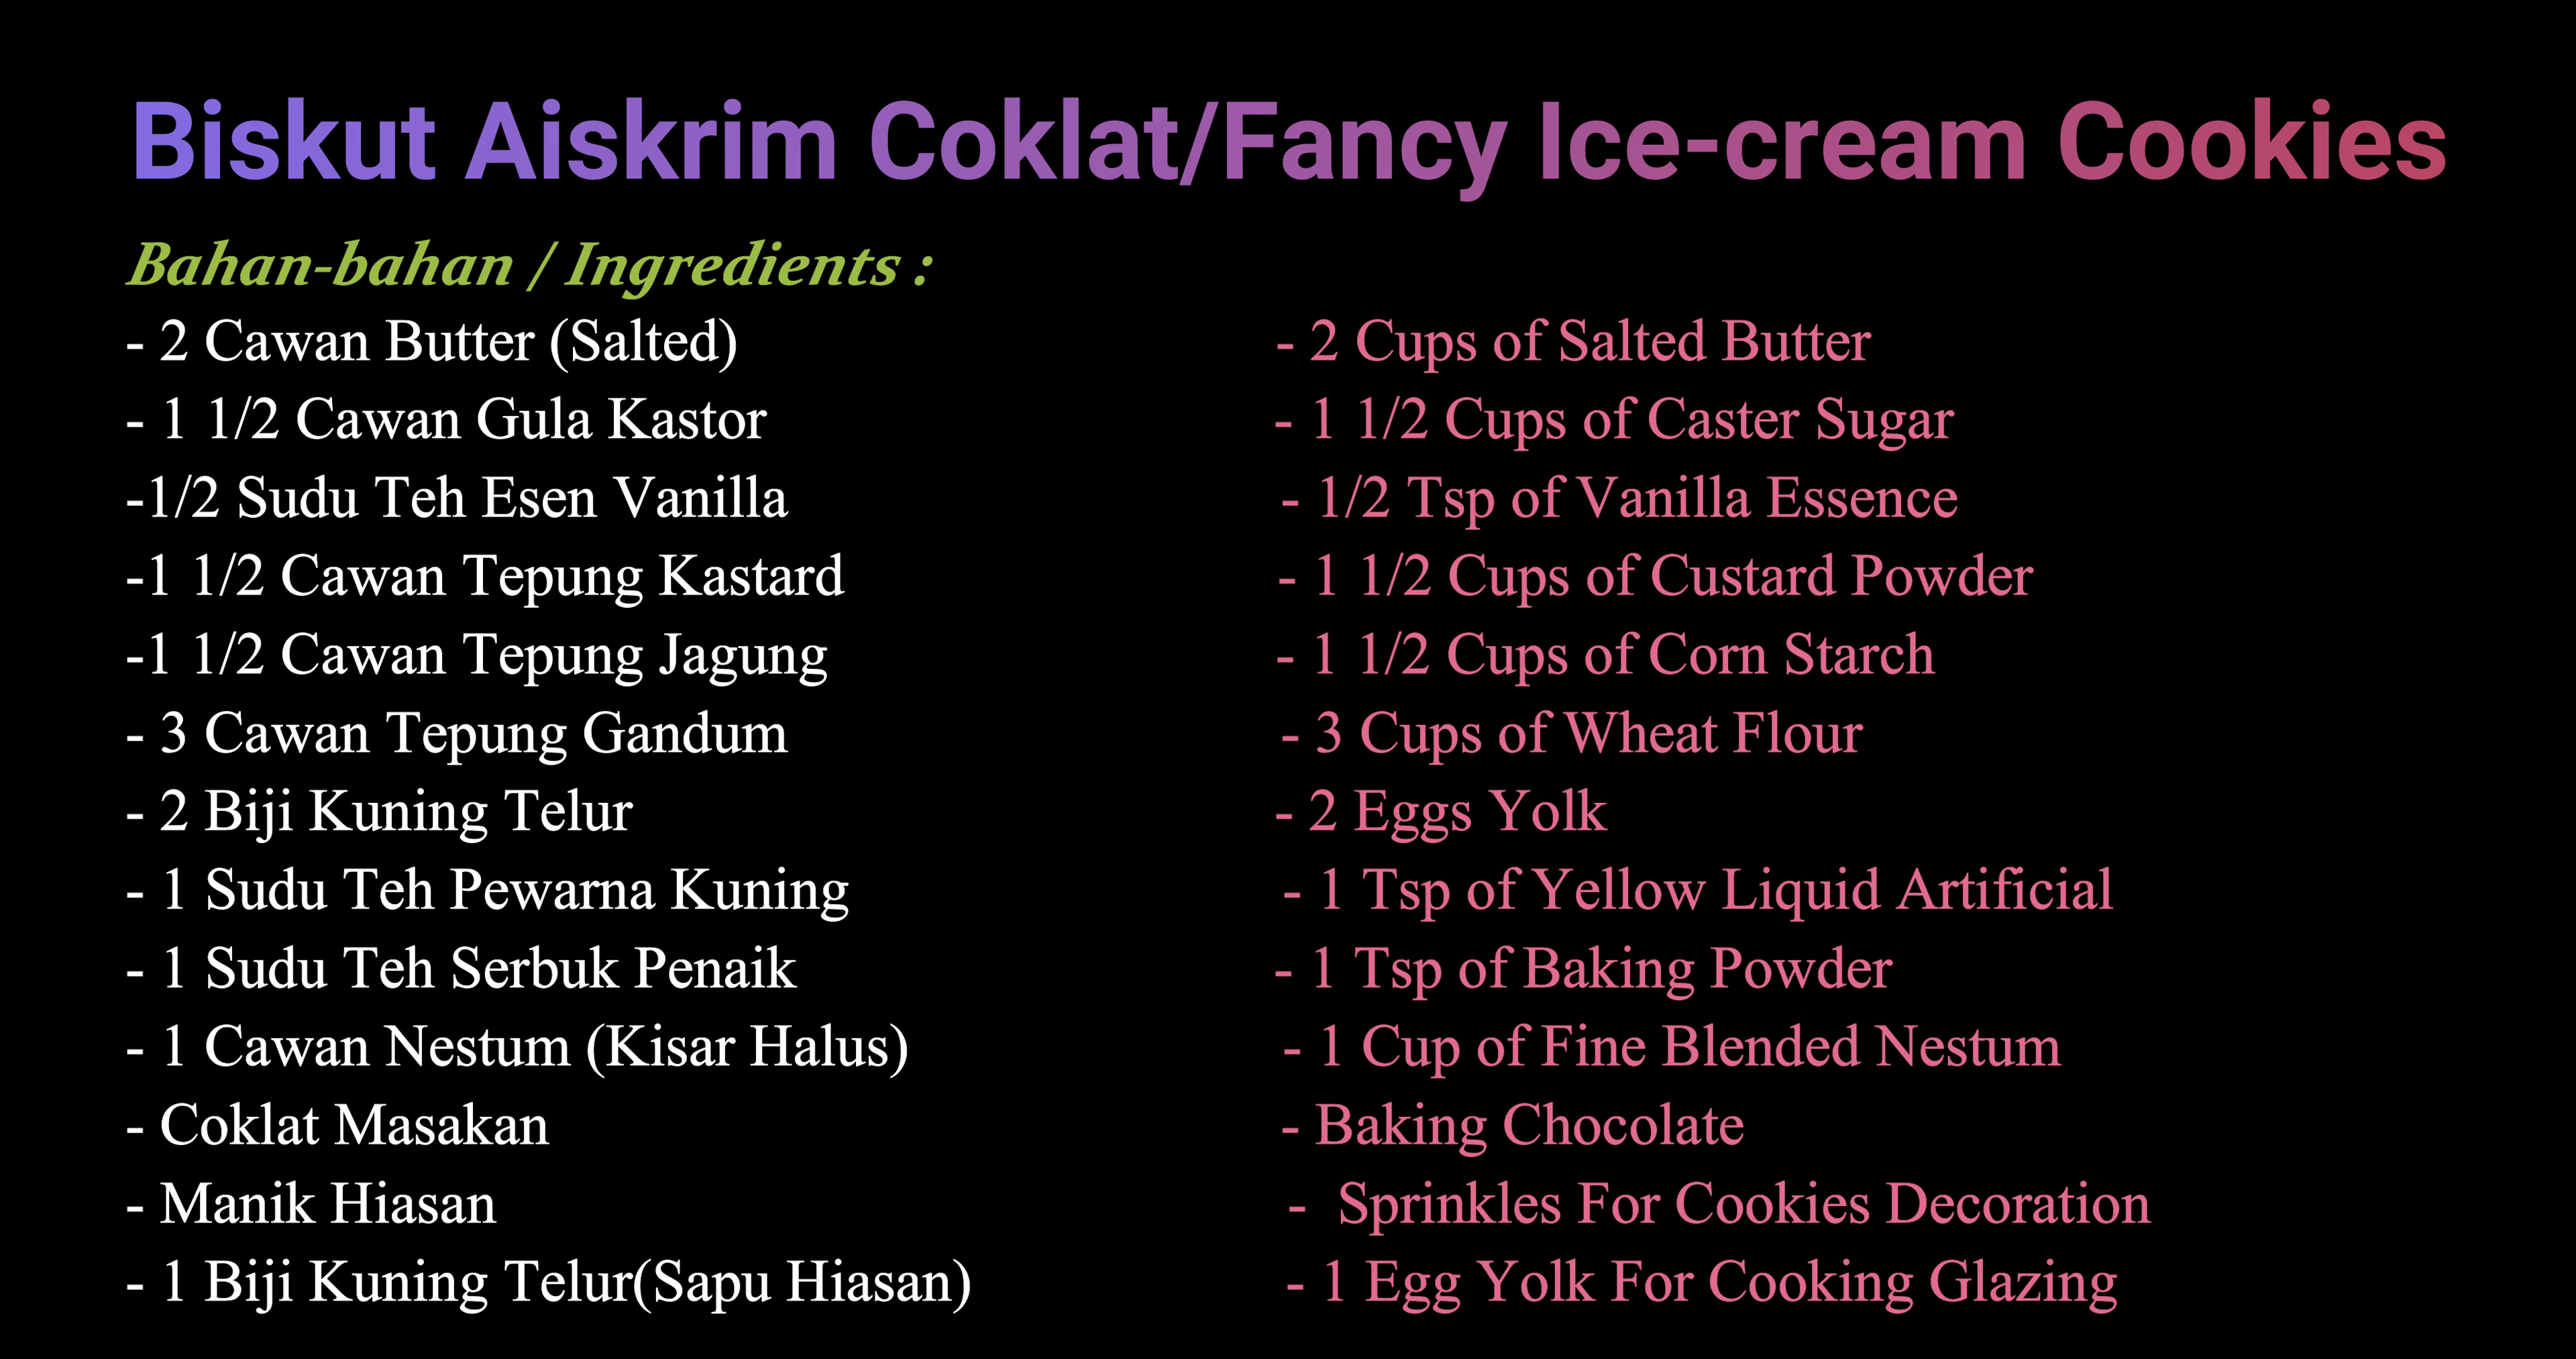 Biskut Aiskrim Coklat/Fancy Ice-cream Cookies
Bahan-bahan / Ingredients :
- 2 Cawan Butter (Salted)
- 1 1/2 Cawan Gula Kastor
-1/2 Sudu Teh Esen Vanilla
-1 1/2 Cawan Tepung Kastard
-1 1/2 Cawan Tepung Jagung
- 3 Cawan Tepung Gandum
- 2 Biji Kuning Telur
- 1 Sudu Teh Pewarna Kuning
- 1 Sudu Teh Serbuk Penaik
- 1 Cawan Nestum (Kisar Halus)
- Coklat Masakan
- Manik Hiasan
- 1 Biji Kuning Telur(Sapu Hiasan)
- 2 Cups of Salted Butter
- 1 1/2 Cups of Caster Sugar
- 1/2 Tsp of Vanilla Essence
- 1 1/2 Cups of Custard Powder
- 1 1/2 Cups of Corn Starch
- 3 Cups of Wheat Flour
- 2 Eggs Yolk
- 1 Tsp of Yellow Liquid Artificial
- 1 Tsp of Baking Powder
- 1 Cup of Fine Blended Nestum
- Baking Chocolate
- Sprinkles For Cookies Decoration
- 1 Egg Yolk For Cooking Glazing